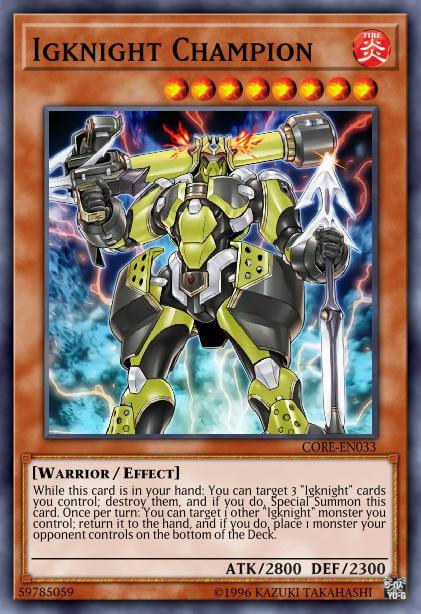 IGKNIGHT CHAMPION
FIRE
炎
CORE-EN033
[WARRIOR / EFFECT]
While this card is in your hand: You can target 3 "Igknight" cards
you control; destroy them, and if you do, Special Summon this
card. Once per turn: You can target 1 other "Igknight" monster you
control; return it to the hand, and if you do, place 1 monster your
opponent controls on the bottom of the Deck.
ATK/2800 DEF/2300
59785059
©1996 KAZUKI TAKAHASHI